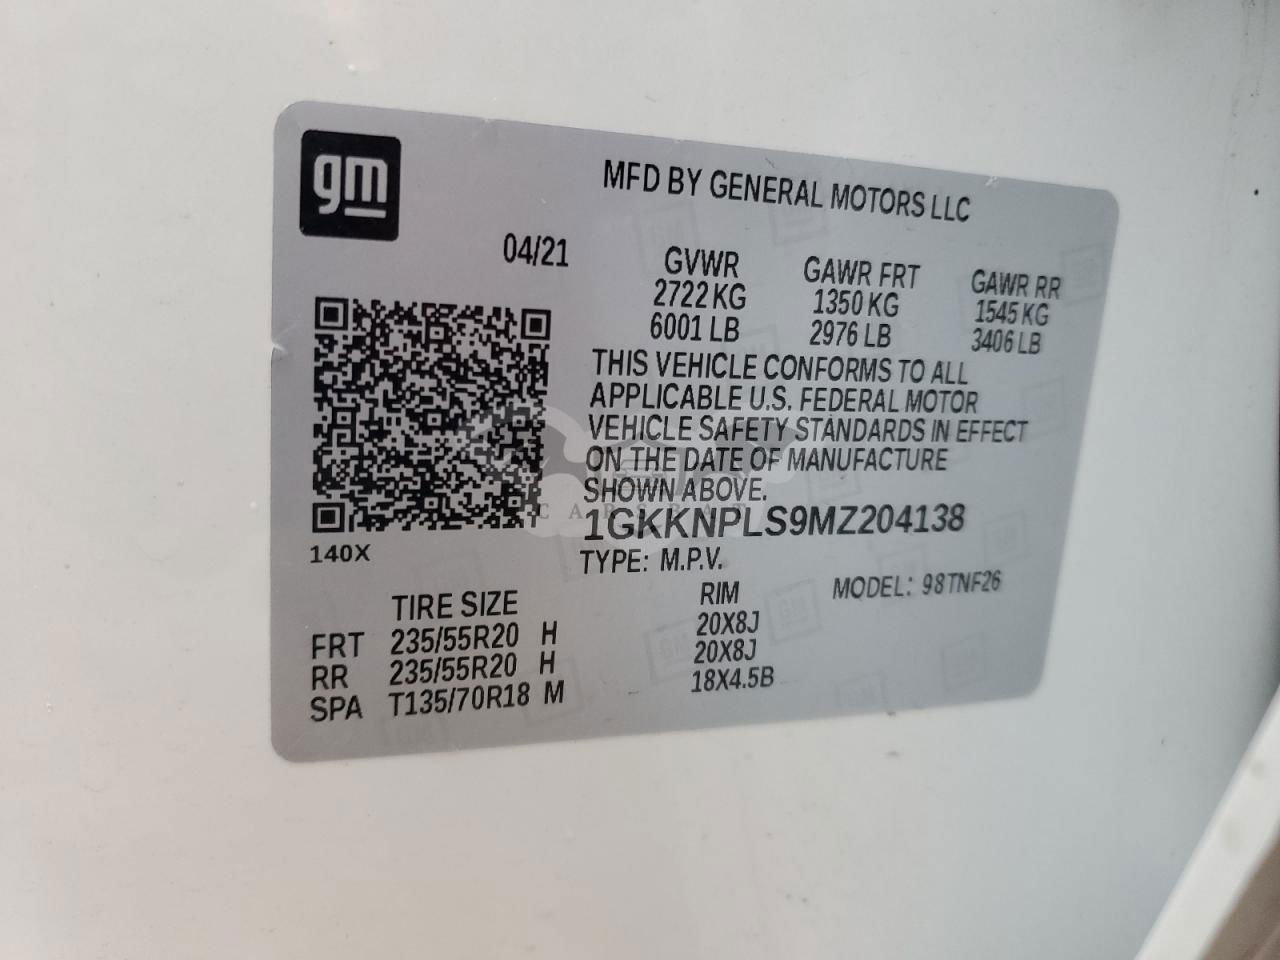 gm
MFD BY GENERAL MOTORS LLC
04/21
GVWR GAWR FRT GAWR RR
2722 KG 1350 KG 1545 KG
6001 LB 2976 LB 3406 LB
THIS VEHICLE CONFORMS TO ALL
APPLICABLE U.S. FEDERAL MOTOR
VEHICLE SAFETY STANDARDS IN EFFECT
ON THE DATE OF MANUFACTURE
SHOWN ABOVE.
CARSBAT
1GKKNPLS9MZ204138
140X
TYPE: M.P.V.
MODEL: 98TNF26
TIRE SIZE RIM
FRT 235/55R20 H 20X8J
RR 235/55R20 H 20X8J
SPA T135/70R18 M 18X4.5B